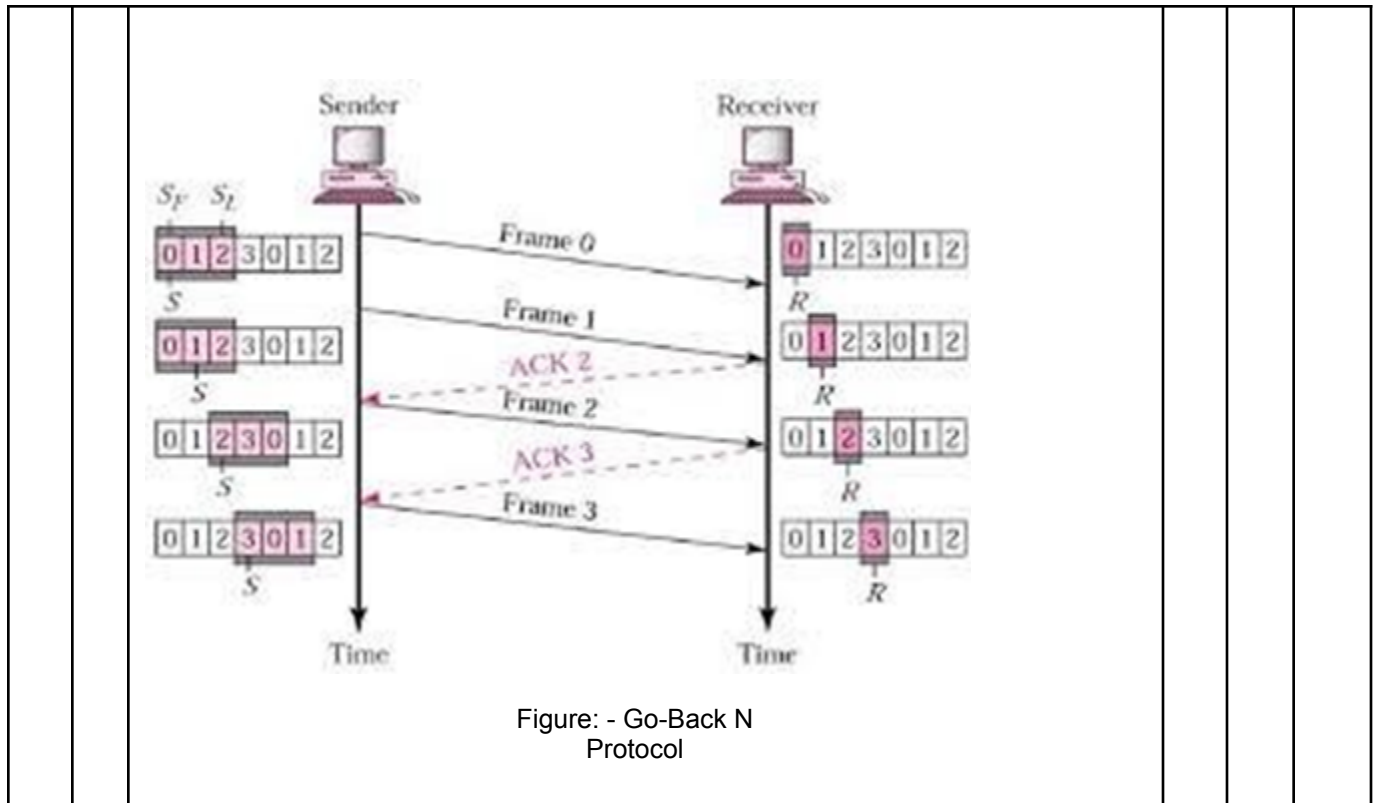 Sender
Receiver
S_F S_L
0 1 2 3 0 1 2
S
Frame 0
0 1 2 3 0 1 2
R
0 1 2 3 0 1 2
S
Frame 1
0 1 2 3 0 1 2
R
ACK 2
0 1 2 3 0 1 2
S
Frame 2
0 1 2 3 0 1 2
R
ACK 3
0 1 2 3 0 1 2
S
Frame 3
0 1 2 3 0 1 2
R
Time
Time
Figure: - Go-Back N
Protocol